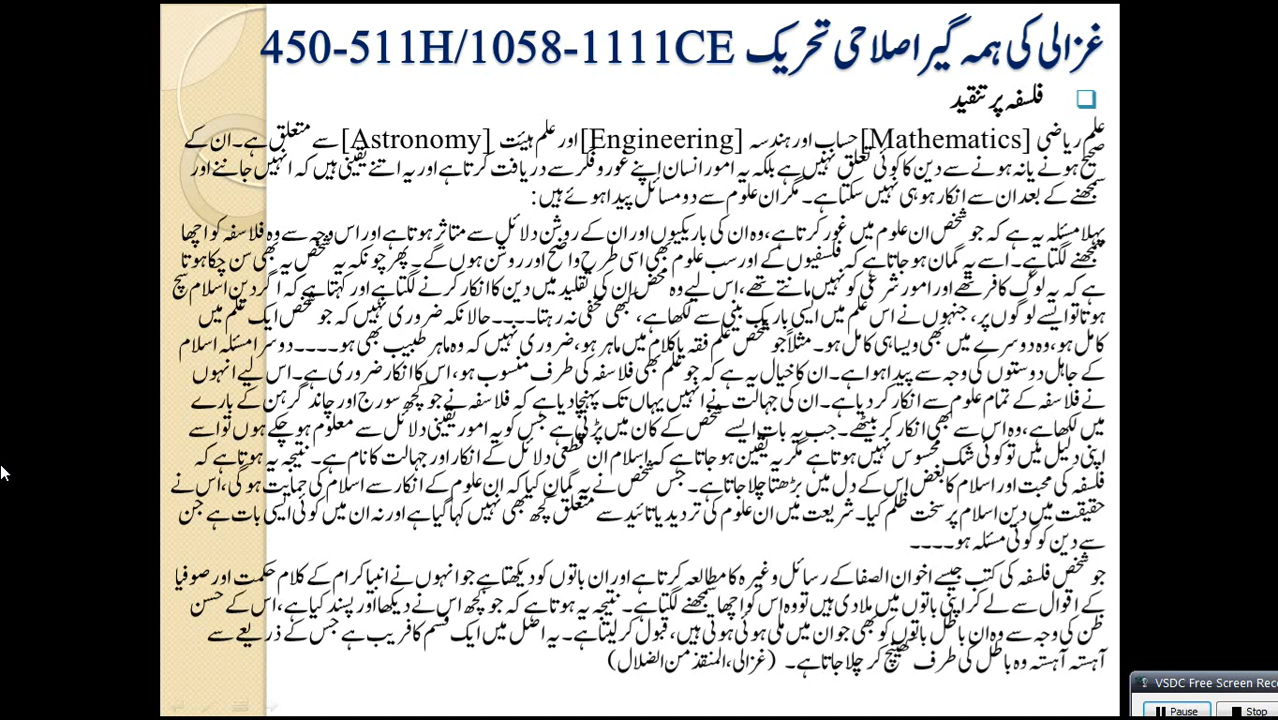 غزالی کی ہمہ گیر اصلاحی تحریک 450-511H/1058-1111CE
فلسفہ پر تنقید
علم ریاضی [Mathematics] حساب اور ہندسہ [Engineering] اور علم ہیئت [Astronomy] سے متعلق ہے۔ ان کے
صحیح ہونے یا نہ ہونے سے دین کا کوئی تعلق نہیں ہے بلکہ یہ امور انسان اپنے غور و فکر سے دریافت کرتا ہے اور یہ اتنے یقینی ہیں کہ انہیں جاننے اور
سمجھنے کے بعد ان سے انکار ہو ہی نہیں سکتا ہے۔ مگر ان علوم سے دو مسائل پیدا ہوئے ہیں:
پہلا مسئلہ یہ ہے کہ جو شخص ان علوم میں غور کرتا ہے، وہ ان کی باریکیوں اور ان کے روشن دلائل سے متاثر ہوتا ہے اور اس وجہ سے وہ فلاسفہ کو اچھا
سمجھنے لگتا ہے۔ اسے یہ گمان ہو جاتا ہے کہ فلسفیوں کے اور سب علوم بھی اسی طرح واضح اور روشن ہوں گے۔ پھر چونکہ یہ شخص یہ بھی سن چکا ہوتا
ہے کہ یہ لوگ کافر تھے اور امور شرعی کو نہیں مانتے تھے، اس لیے وہ محض ان کی تقلید میں دین کا انکار کرنے لگتا ہے اور کہتا ہے کہ اگر دین اسلام سچ
ہوتا تو ایسے لوگوں پر، جنہوں نے اس علم میں ایسی باریک بینی سے لکھا ہے، کبھی مخفی نہ رہتا۔۔۔۔ حالانکہ ضروری نہیں کہ جو شخص ایک علم میں
کامل ہو، وہ دوسرے میں بھی ویسا ہی کامل ہو۔ مثلاً جو شخص علم فقہ یا کلام میں ماہر ہو، ضروری نہیں کہ وہ ماہر طبیب بھی ہو۔۔۔۔ دوسرا مسئلہ اسلام
کے جاہل دوستوں کی وجہ سے پیدا ہوا ہے۔ ان کا خیال یہ ہے کہ جو علم بھی فلاسفہ کی طرف منسوب ہو، اس کا انکار ضروری ہے۔ اس لیے انہوں
نے فلاسفہ کے تمام علوم سے انکار کر دیا ہے۔ ان کی جہالت نے انہیں یہاں تک پہنچا دیا ہے کہ فلاسفہ نے جو کچھ سورج اور چاند گرہن کے بارے
میں لکھا ہے، وہ اس سے بھی انکار کر بیٹھے۔ جب یہ بات ایسے شخص کے کان میں پڑتی ہے جس کو یہ امور یقینی دلائل سے معلوم ہو چکے ہوں تو اسے
اپنی دلیل میں تو کوئی شک محسوس نہیں ہوتا ہے مگر یہ یقین ہو جاتا ہے کہ اسلام ان قطعی دلائل کے انکار اور جہالت کا نام ہے۔ نتیجہ یہ ہوتا ہے کہ
فلسفہ کی محبت اور اسلام کا بغض اس کے دل میں بڑھتا چلا جاتا ہے۔ جس شخص نے یہ گمان کیا کہ ان علوم کے انکار سے اسلام کی حمایت ہو گی، اس نے
حقیقت میں دین اسلام پر سخت ظلم کیا۔ شریعت میں ان علوم کی تردید یا تائید سے متعلق کچھ بھی نہیں کہا گیا ہے اور نہ ان میں کوئی ایسی بات ہے جن
سے دین کو کوئی مسئلہ ہو۔۔۔۔
جو شخص فلسفہ کی کتب جیسے اخوان الصفا کے رسائل وغیرہ کا مطالعہ کرتا ہے اور ان باتوں کو دیکھتا ہے جو انہوں نے انبیا کرام کے کلام حکمت اور صوفیا
کے اقوال سے لے کر اپنی باتوں میں ملا دی ہیں تو وہ اس کو اچھا سمجھنے لگتا ہے۔ نتیجہ یہ ہوتا ہے کہ جو کچھ اس نے دیکھا اور پسند کیا ہے، اس کے حسن
ظن کی وجہ سے وہ ان باطل باتوں کو بھی جو ان میں ملی ہوئی ہوتی ہیں، قبول کر لیتا ہے۔ یہ اصل میں ایک قسم کا فریب ہے جس کے ذریعے سے
آہستہ آہستہ وہ باطل کی طرف کھینچ کر چلا جاتا ہے۔ (غزالی، المنقذ من الضلال)
VSDC Free Screen Rec
Pause Stop